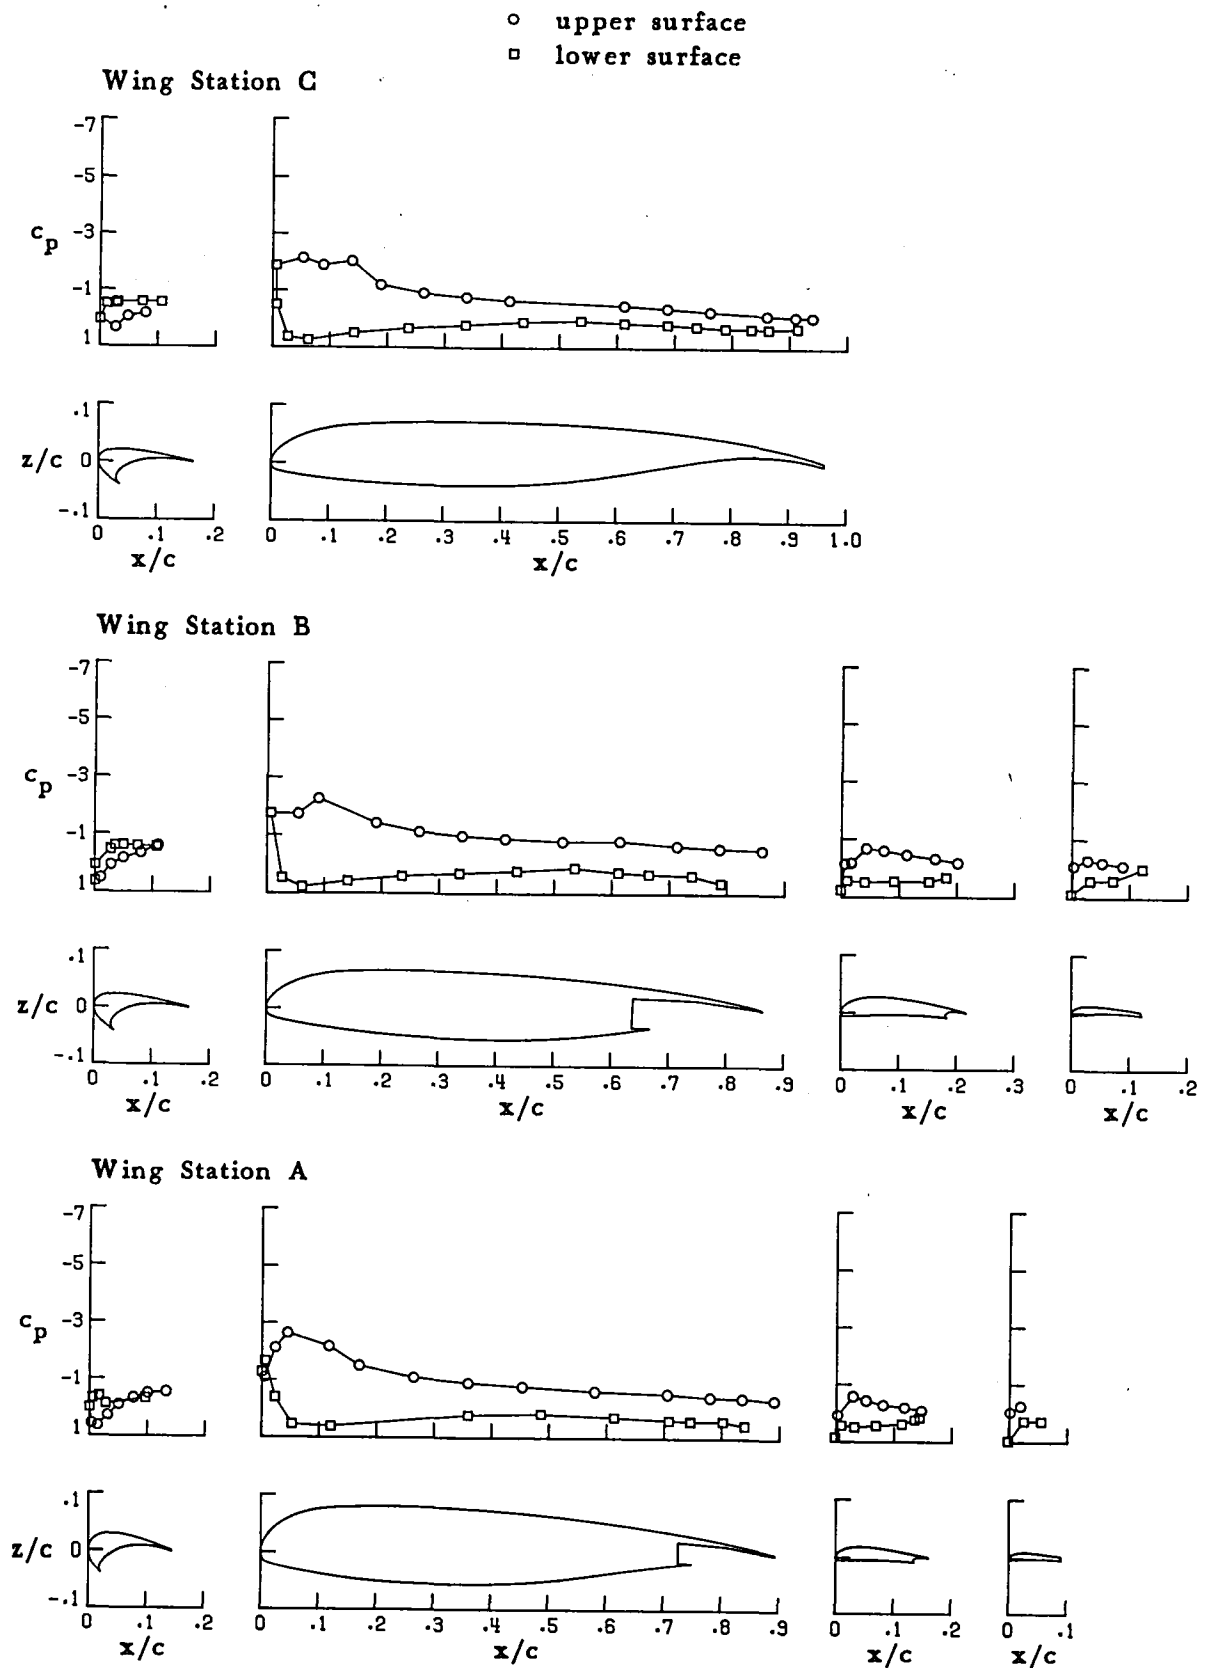 upper surface
lower surface
Wing Station C
-7
-5
c_p -3
-1
1
.1
z/c 0
-.1
0 .1 .2 0 .1 .2 .3 .4 .5 .6 .7 .8 .9 1.0
x/c x/c
Wing Station B
-7
-5
c_p -3
-1
1
.1
z/c 0
-.1
0 .1 .2 0 .1 .2 .3 .4 .5 .6 .7 .8 .9 0 .1 .2 .3 0 .1 .2
x/c x/c x/c x/c
Wing Station A
-7
-5
c_p -3
-1
1
.1
z/c 0
-.1
0 .1 .2 0 .1 .2 .3 .4 .5 .6 .7 .8 .9 0 .1 .2 0 .1
x/c x/c x/c x/c